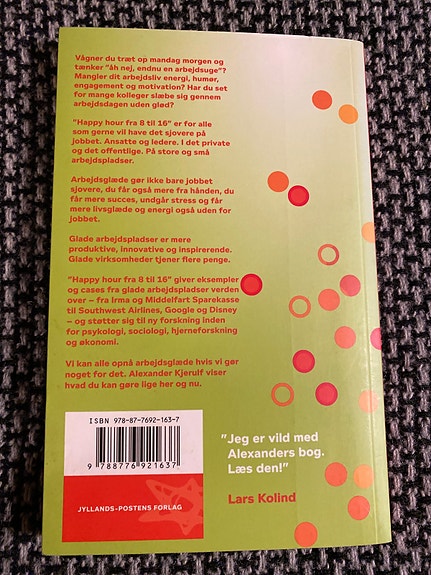 Vågner du træt op mandag morgen og
tænker "åh nej, endnu en arbejdsuge"?
Mangler dit arbejdsliv energi, humør,
engagement og motivation? Har du set
for mange kolleger slæbe sig gennem
arbejdsdagen uden glød?
"Happy hour fra 8 til 16" er for alle
som gerne vil have det sjovere på
jobbet. Ansatte og ledere. I det private
og det offentlige. På store og små
arbejdspladser.
Arbejdsglæde gør ikke bare jobbet
sjovere, du får også mere fra hånden, du
får mere succes, undgår stress og får
mere livsglæde og energi også uden for
jobbet.
Glade arbejdspladser er mere
produktive, innovative og inspirerende.
Glade virksomheder tjener flere penge.
"Happy hour fra 8 til 16" giver eksempler
og cases fra glade arbejdspladser verden
over – fra Irma og Middelfart Sparekasse
til Southwest Airlines, Google og Disney
– og støtter sig til ny forskning inden
for psykologi, sociologi, hjerneforskning
og økonomi.
Vi kan alle opnå arbejdsglæde hvis vi gør
noget for det. Alexander Kjerulf viser
hvad du kan gøre lige her og nu.
ISBN 978-87-7692-163-7
9 788776 921637
JYLLANDS-POSTENS FORLAG
"Jeg er vild med
Alexanders bog.
Læs den!"
Lars Kolind